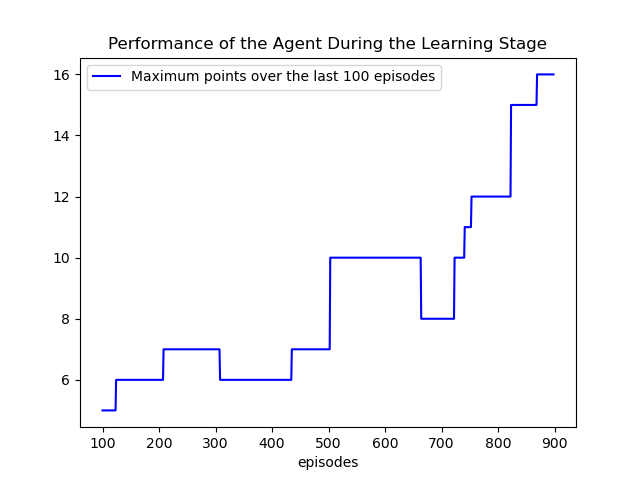 Performance of the Agent During the Learning Stage
Maximum points over the last 100 episodes
16
14
12
10
8
6
100 200 300 400 500 600 700 800 900
episodes